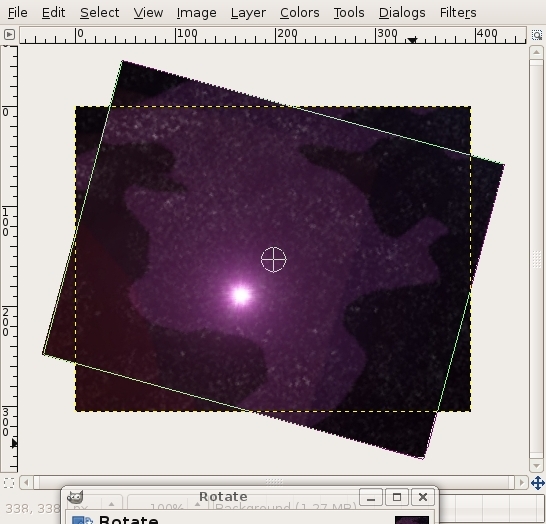 File Edit Select View Image Layer Colors Tools Dialogs Filters
0 100 200 300 400
0
100
200
300
338, 338 px 100% Background (1.27 MB)
Rotate
Rotate